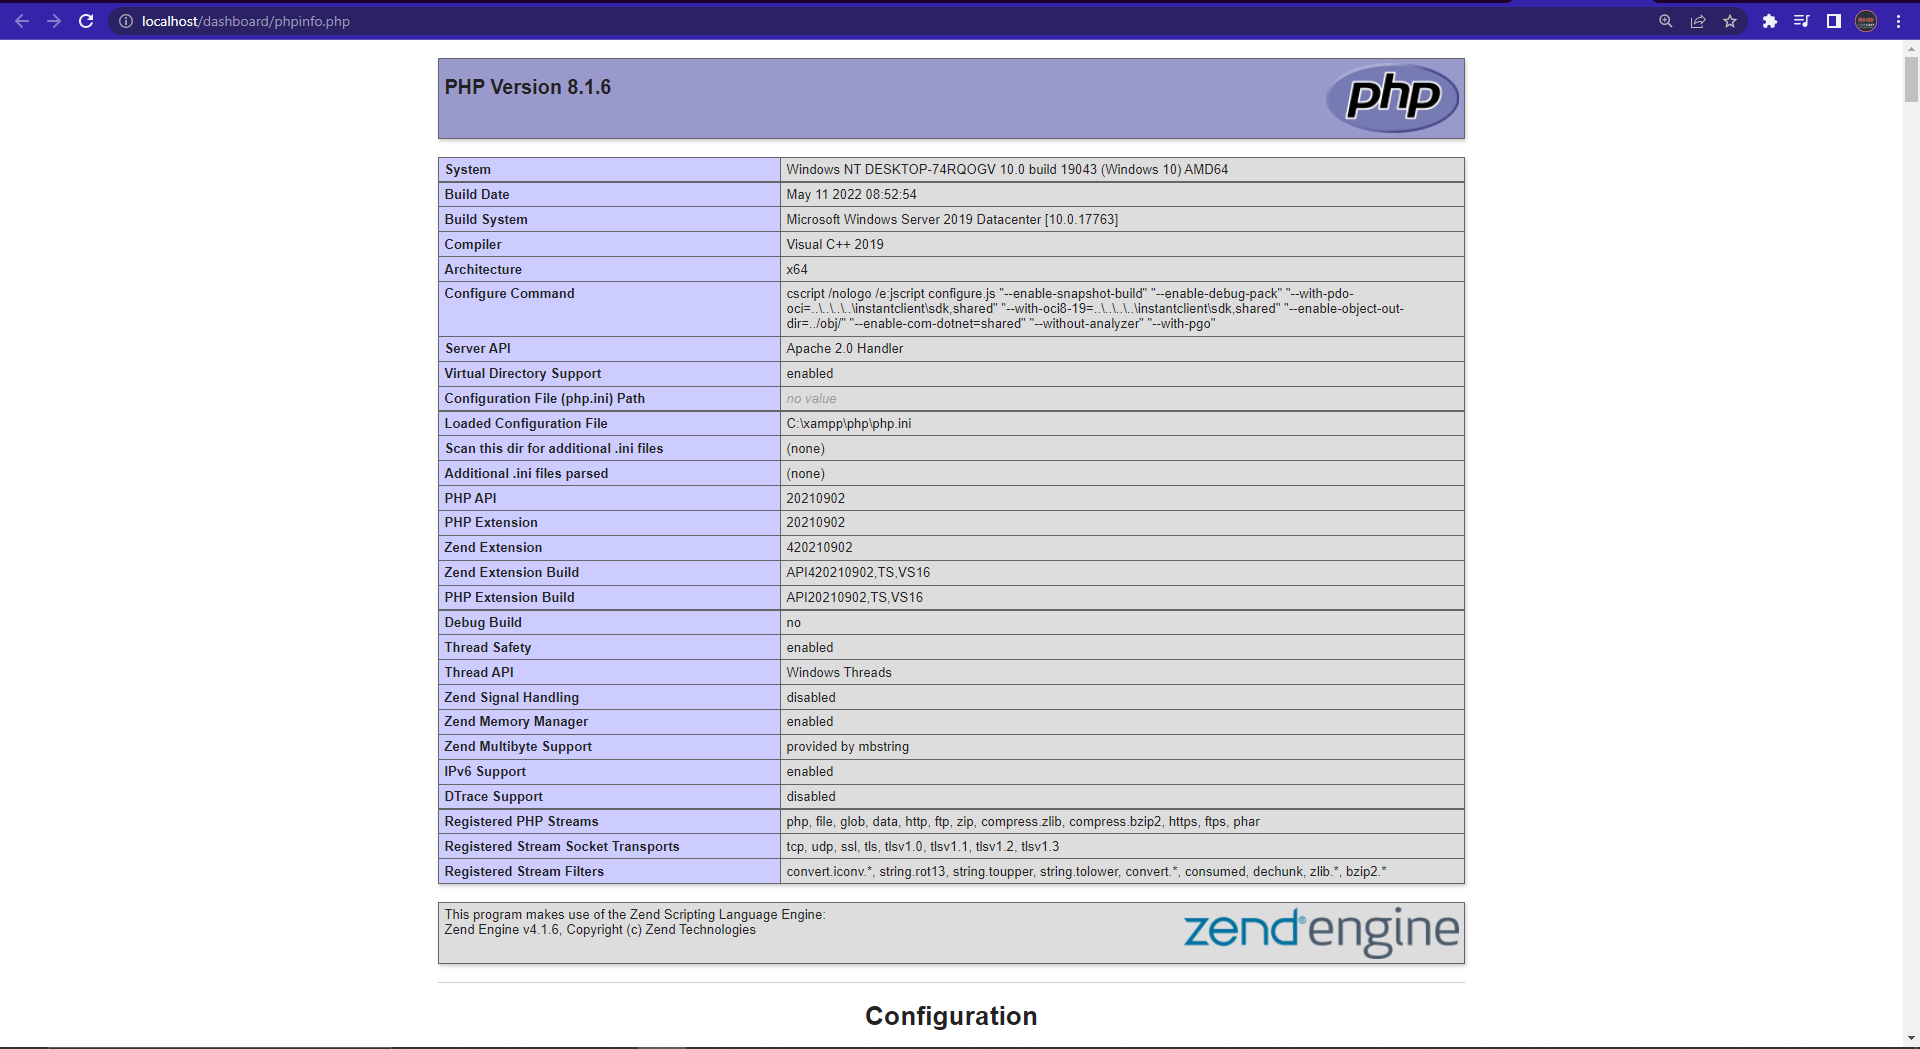 localhost/dashboard/phpinfo.php
PHP Version 8.1.6
php
System Windows NT DESKTOP-74RQOGV 10.0 build 19043 (Windows 10) AMD64
Build Date May 11 2022 08:52:54
Build System Microsoft Windows Server 2019 Datacenter [10.0.17763]
Compiler Visual C++ 2019
Architecture x64
Configure Command cscript /nologo /e:jscript configure.js "--enable-snapshot-build" "--enable-debug-pack" "--with-pdo-
oci=..\..\..\..\instantclient\sdk,shared" "--with-oci8-19=..\..\..\..\instantclient\sdk,shared" "--enable-object-out-
dir=../obj/" "--enable-com-dotnet=shared" "--without-analyzer" "--with-pgo"
Server API Apache 2.0 Handler
Virtual Directory Support enabled
Configuration File (php.ini) Path no value
Loaded Configuration File C:\xampp\php\php.ini
Scan this dir for additional .ini files (none)
Additional .ini files parsed (none)
PHP API 20210902
PHP Extension 20210902
Zend Extension 420210902
Zend Extension Build API420210902,TS,VS16
PHP Extension Build API20210902,TS,VS16
Debug Build no
Thread Safety enabled
Thread API Windows Threads
Zend Signal Handling disabled
Zend Memory Manager enabled
Zend Multibyte Support provided by mbstring
IPv6 Support enabled
DTrace Support disabled
Registered PHP Streams php, file, glob, data, http, ftp, zip, compress.zlib, compress.bzip2, https, ftps, phar
Registered Stream Socket Transports tcp, udp, ssl, tls, tlsv1.0, tlsv1.1, tlsv1.2, tlsv1.3
Registered Stream Filters convert.iconv.*, string.rot13, string.toupper, string.tolower, convert.*, consumed, dechunk, zlib.*, bzip2.*
This program makes use of the Zend Scripting Language Engine:
Zend Engine v4.1.6, Copyright (c) Zend Technologies
zend®engine
Configuration